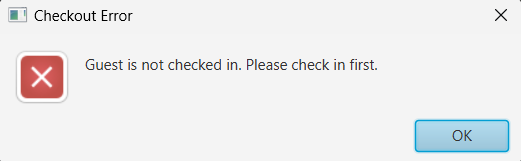 Checkout Error
Guest is not checked in. Please check in first.
OK